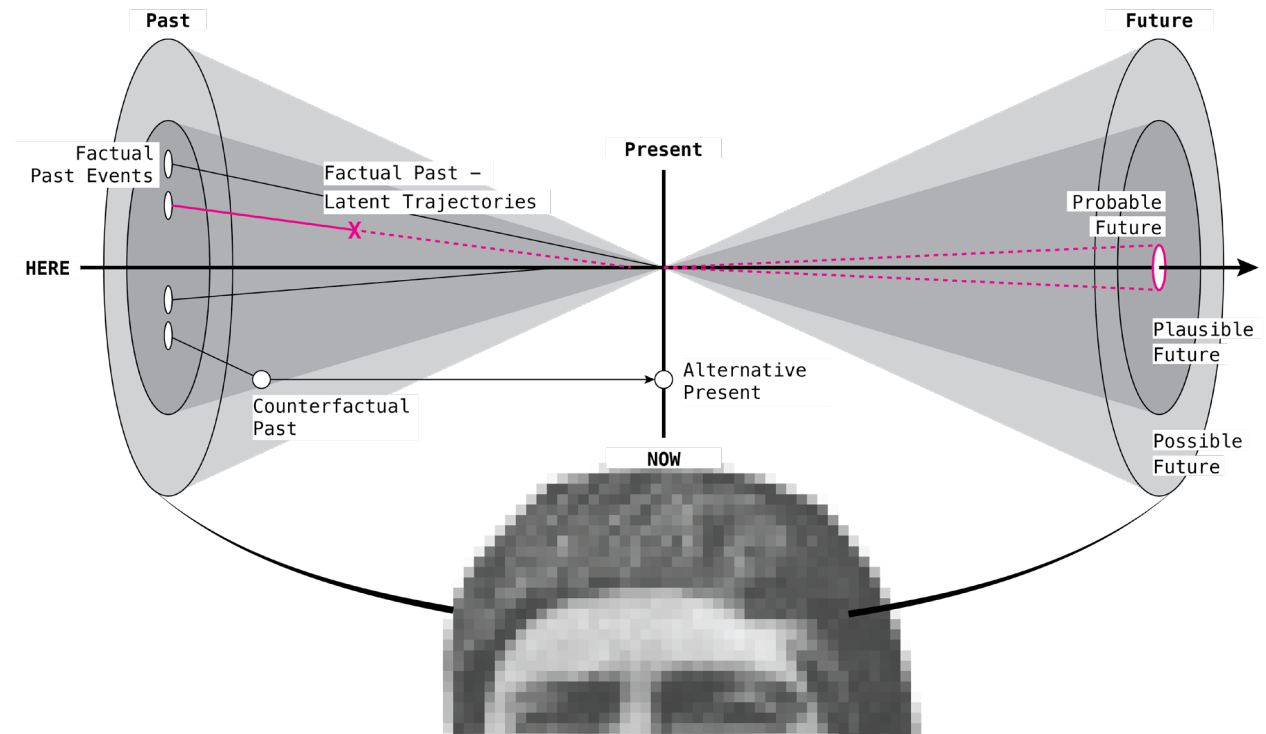 Past
Future
Factual
Past Events
Factual Past –
Latent Trajectories
Present
Probable
Future
HERE
X
Plausible
Future
Alternative
Present
Counterfactual
Past
Possible
Future
NOW